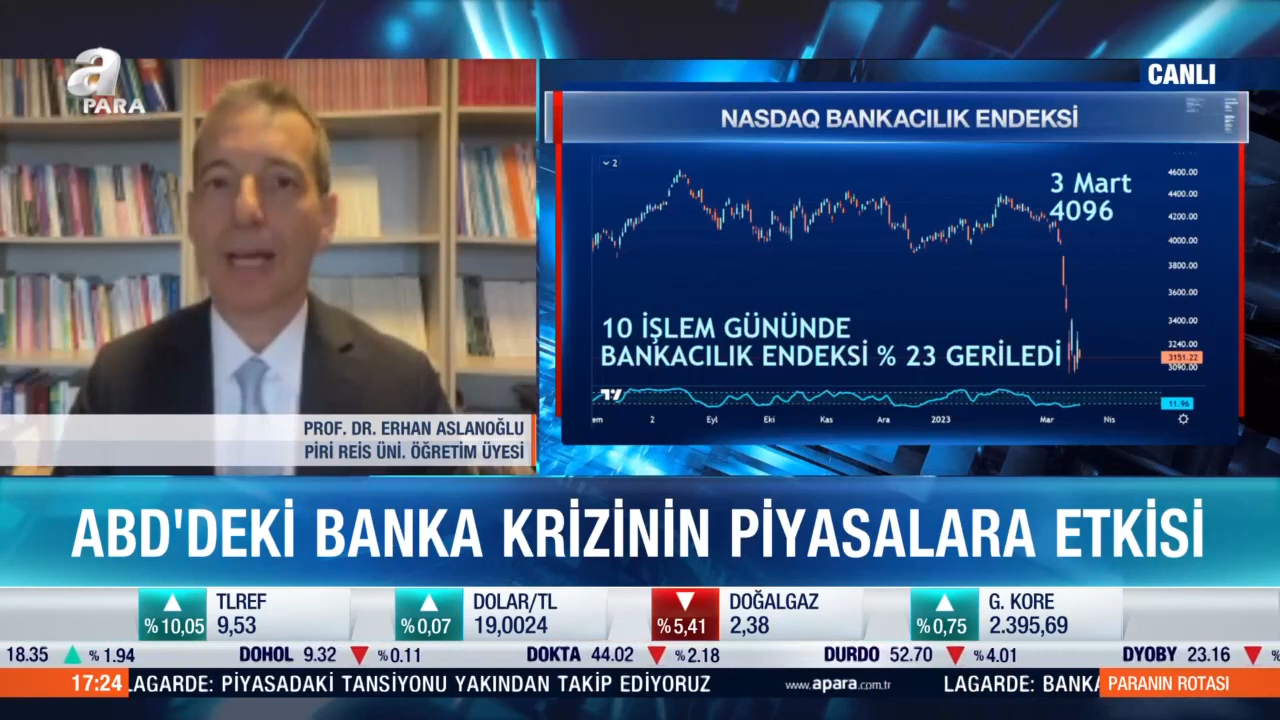 a
PARA
CANLI
NASDAQ BANKACILIK ENDEKSİ
2
3 Mart
4096
10 İŞLEM GÜNÜNDE
BANKACILIK ENDEKSİ % 23 GERİLEDİ
4600.00
4400.00
4200.00
4000.00
3800.00
3600.00
3400.00
3240.00
3151.22
3090.00
11.96
em 2 Eyl Eki Kas Ara 2023 Mar Nis
PROF. DR. ERHAN ASLANOĞLU
PİRİ REİS ÜNİ. ÖĞRETİM ÜYESİ
ABD'DEKİ BANKA KRİZİNİN PİYASALARA ETKİSİ
% 10,05 TLREF 9,53
% 0,07 DOLAR/TL 19,0024
% 5,41 DOĞALGAZ 2,38
% 0,75 G. KORE 2.395,69
18.35 % 1.94 DOHOL 9.32 % 0.11 DOKTA 44.02 % 2.18 DURDO 52.70 % 4.01 DYOBY 23.16 %
17:24 LAGARDE: PİYASADAKİ TANSİYONU YAKINDAN TAKİP EDİYORUZ www.apara.com.tr LAGARDE: BANKA PARANIN ROTASI